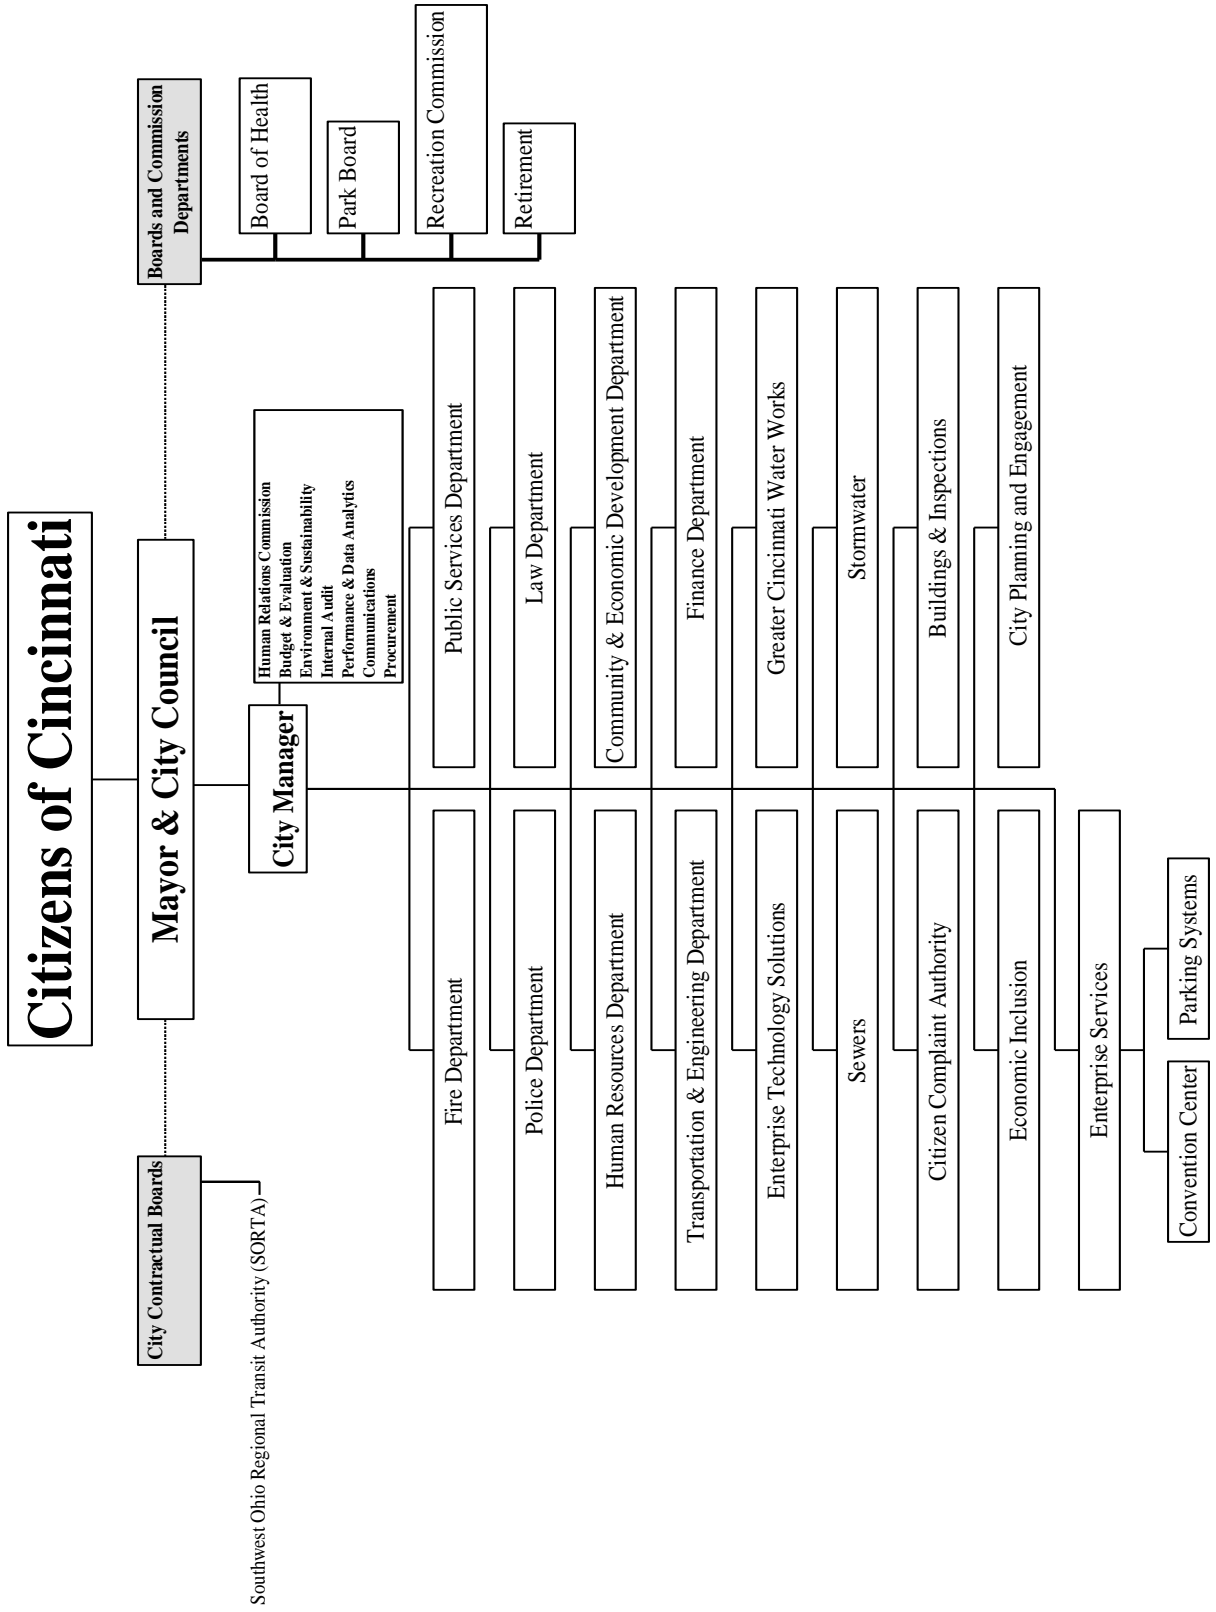 Citizens of Cincinnati
City Contractual Boards
Mayor & City Council
Boards and Commission
Departments
Southwest Ohio Regional Transit Authority (SORTA)
City Manager
Human Relations Commission
Budget & Evaluation
Environment & Sustainability
Internal Audit
Performance & Data Analytics
Communications
Procurement
Board of Health
Park Board
Recreation Commission
Retirement
Fire Department
Public Services Department
Police Department
Law Department
Human Resources Department
Community & Economic Development Department
Transportation & Engineering Department
Finance Department
Enterprise Technology Solutions
Greater Cincinnati Water Works
Sewers
Stormwater
Citizen Complaint Authority
Buildings & Inspections
Economic Inclusion
City Planning and Engagement
Enterprise Services
Convention Center
Parking Systems